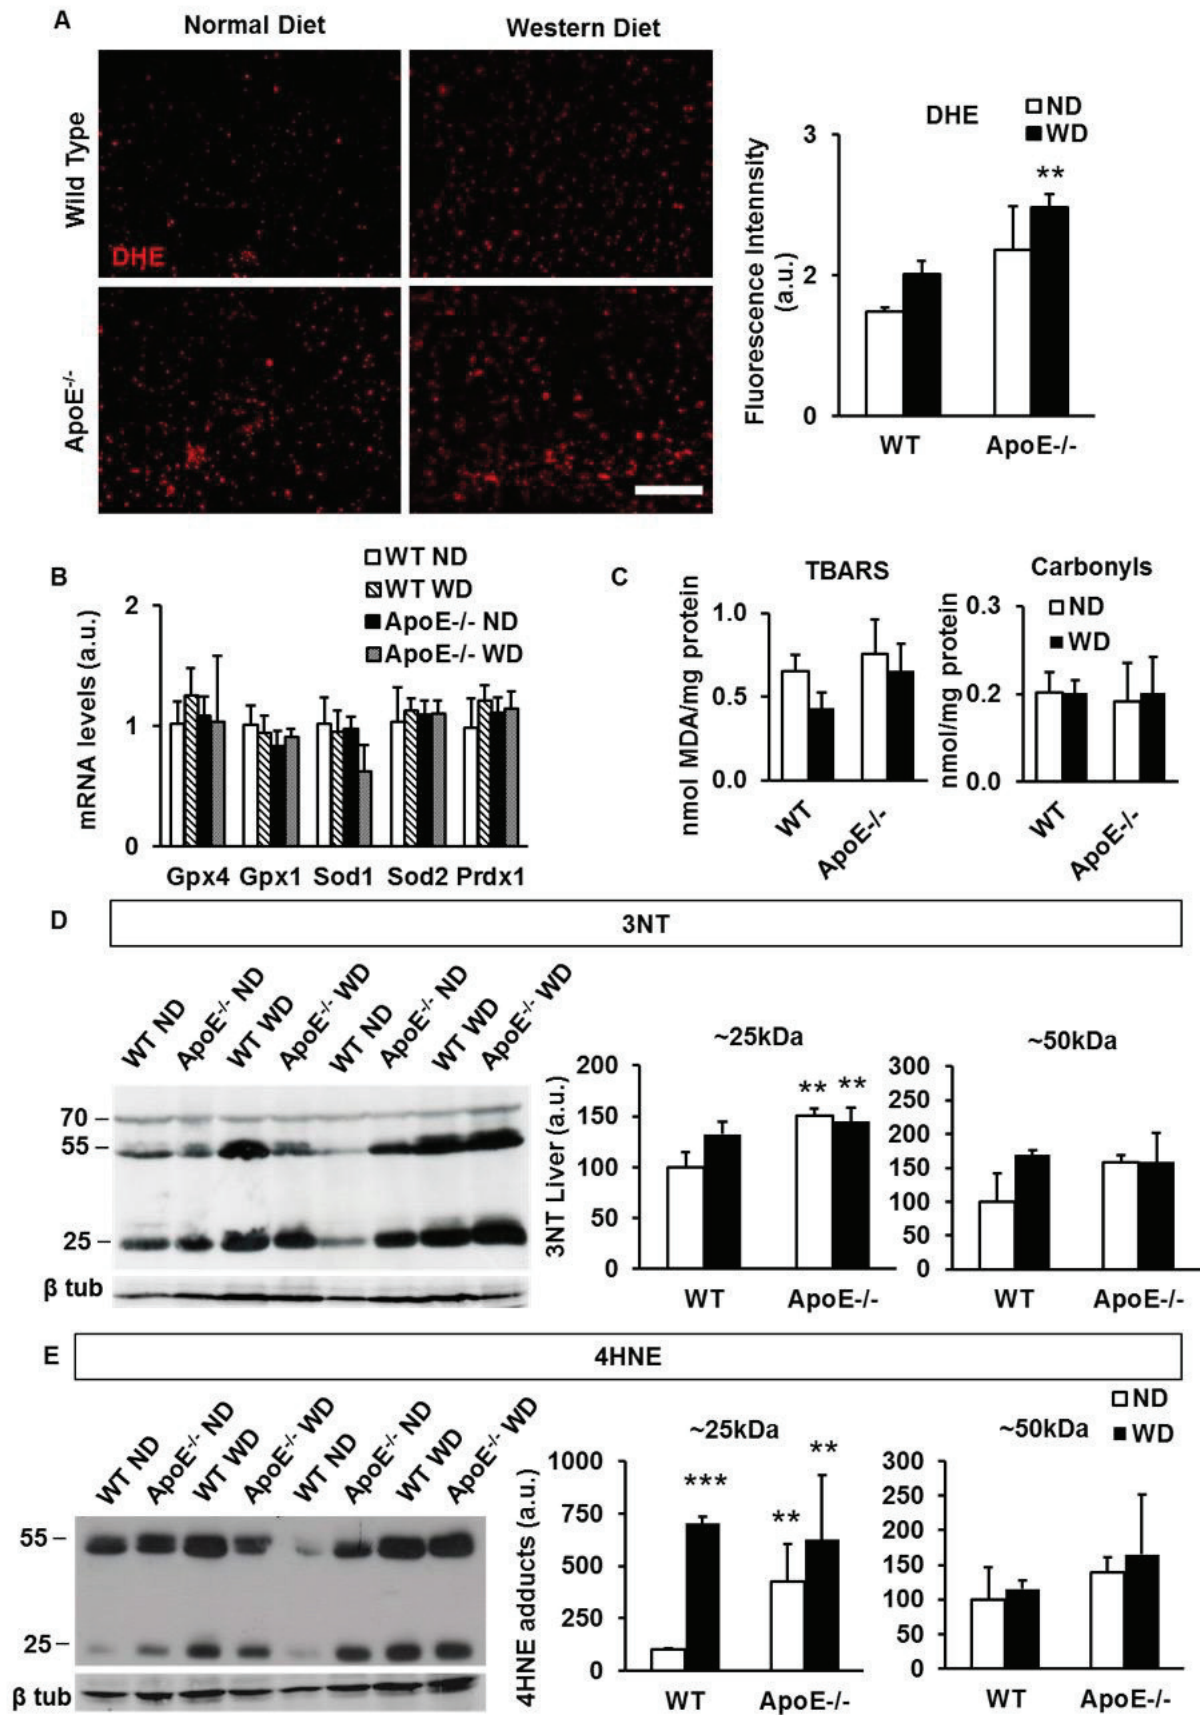 A
Normal Diet
Western Diet
Wild Type
DHE
ApoE-/-
DHE
ND
WD
Fluorescence Intennsity
(a.u.)
3
2
0
**
WT
ApoE-/-
B
WT ND
WT WD
ApoE-/- ND
ApoE-/- WD
mRNA levels (a.u.)
2
1
0
Gpx4 Gpx1 Sod1 Sod2 Prdx1
C
TBARS
nmol MDA/mg protein
1.0
0.5
0.0
WT
ApoE-/-
Carbonyls
ND
WD
nmol/mg protein
0.3
0.2
0.0
WT
ApoE-/-
D
3NT
WT ND
ApoE-/- ND
WT WD
ApoE-/- WD
WT ND
ApoE-/- ND
WT WD
ApoE-/- WD
70
55
25
β tub
~25kDa
3NT Liver (a.u.)
200
150
100
50
0
** **
WT
ApoE-/-
~50kDa
300
250
200
150
100
50
0
WT
ApoE-/-
E
4HNE
WT ND
ApoE-/- ND
WT WD
ApoE-/- WD
WT ND
ApoE-/- ND
WT WD
ApoE-/- WD
55
25
β tub
~25kDa
4HNE adducts (a.u.)
1000
750
500
250
0
***
**
**
WT
ApoE-/-
~50kDa
ND
WD
300
250
200
150
100
50
0
WT
ApoE-/-